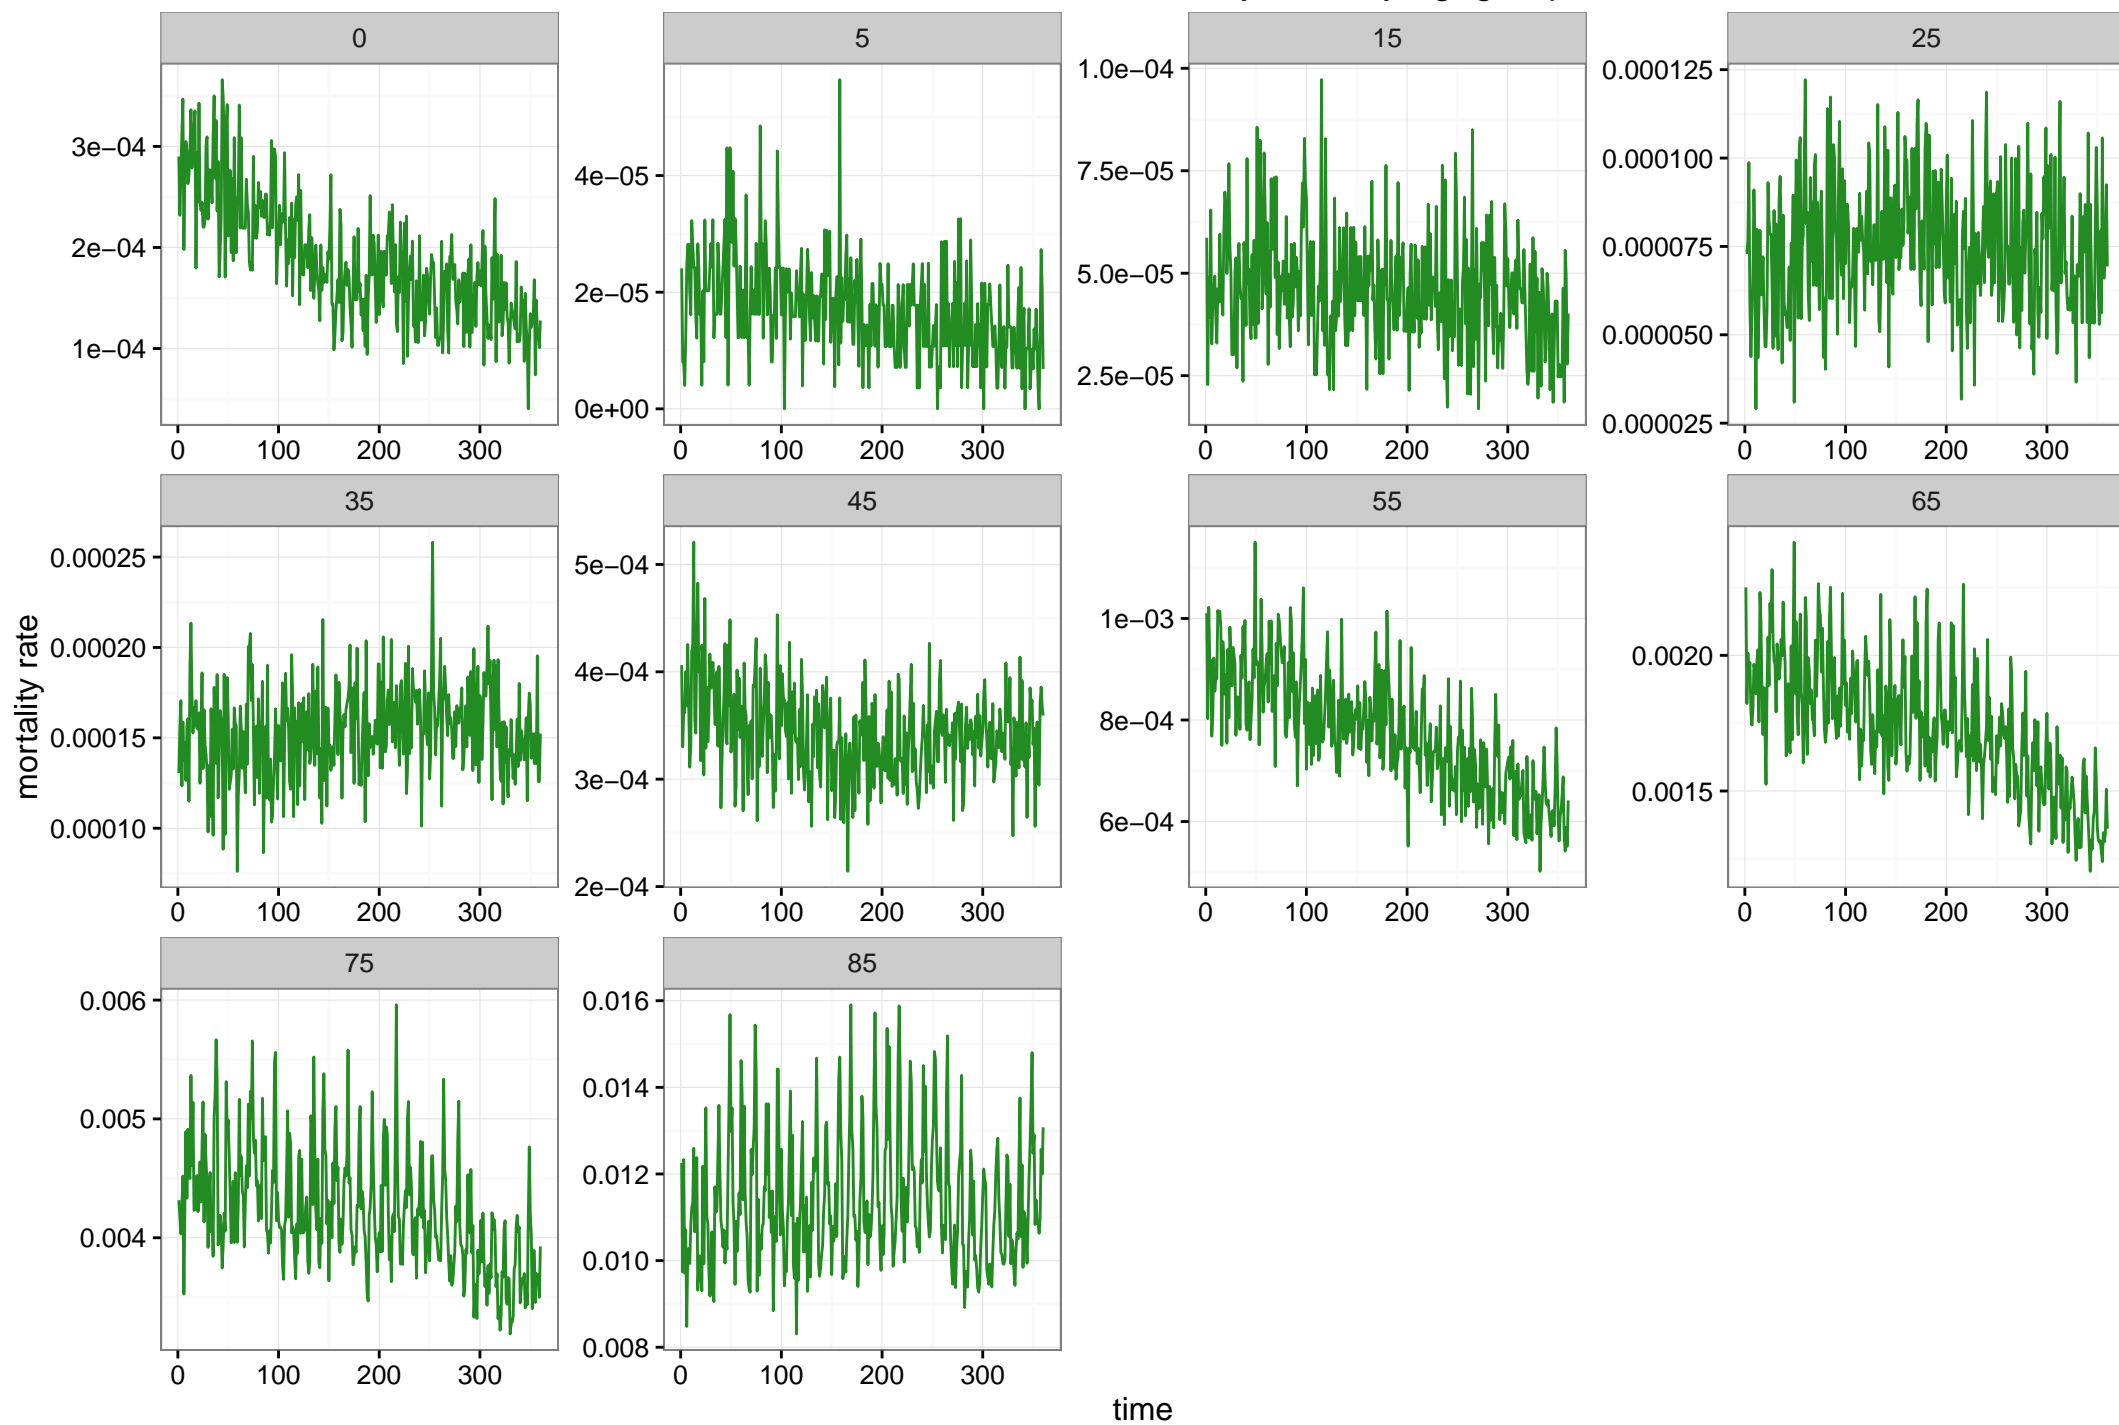 0 5 15 25
3e−04
2e−04
1e−04
0 100 200 300
4e−05
2e−05
0e+00
0 100 200 300
1.0e−04
7.5e−05
5.0e−05
2.5e−05
0 100 200 300
0.000125
0.000100
0.000075
0.000050
0.000025
0 100 200 300
35 45 55 65
mortality rate
0.00025
0.00020
0.00015
0.00010
0 100 200 300
5e−04
4e−04
3e−04
2e−04
0 100 200 300
1e−03
8e−04
6e−04
0 100 200 300
0.0020
0.0015
0 100 200 300
75 85
0.006
0.005
0.004
0 100 200 300
0.016
0.014
0.012
0.010
0.008
0 100 200 300
time